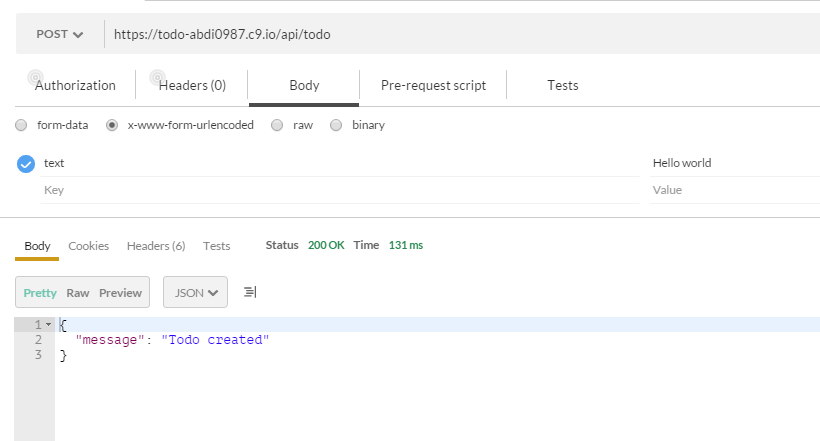 POST https://todo-abdi0987.c9.io/api/todo
Authorization Headers (0) Body Pre-request script Tests
form-data x-www-form-urlencoded raw binary
text Hello world
Key Value
Body Cookies Headers (6) Tests Status 200 OK Time 131 ms
Pretty Raw Preview JSON
1 {
2 "message": "Todo created"
3 }